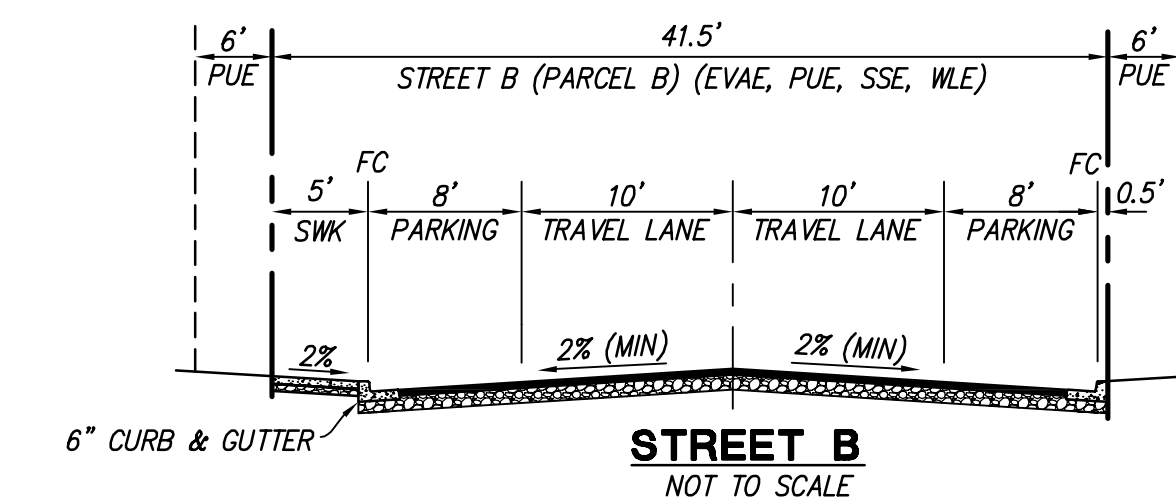 6' 41.5' 6'
PUE STREET B (PARCEL B) (EVAE, PUE, SSE, WLE) PUE
FC FC
5' 8' 10' 10' 8' 0.5'
SWK PARKING TRAVEL LANE TRAVEL LANE PARKING
2% 2% (MIN) 2% (MIN)
6" CURB & GUTTER
STREET B
NOT TO SCALE